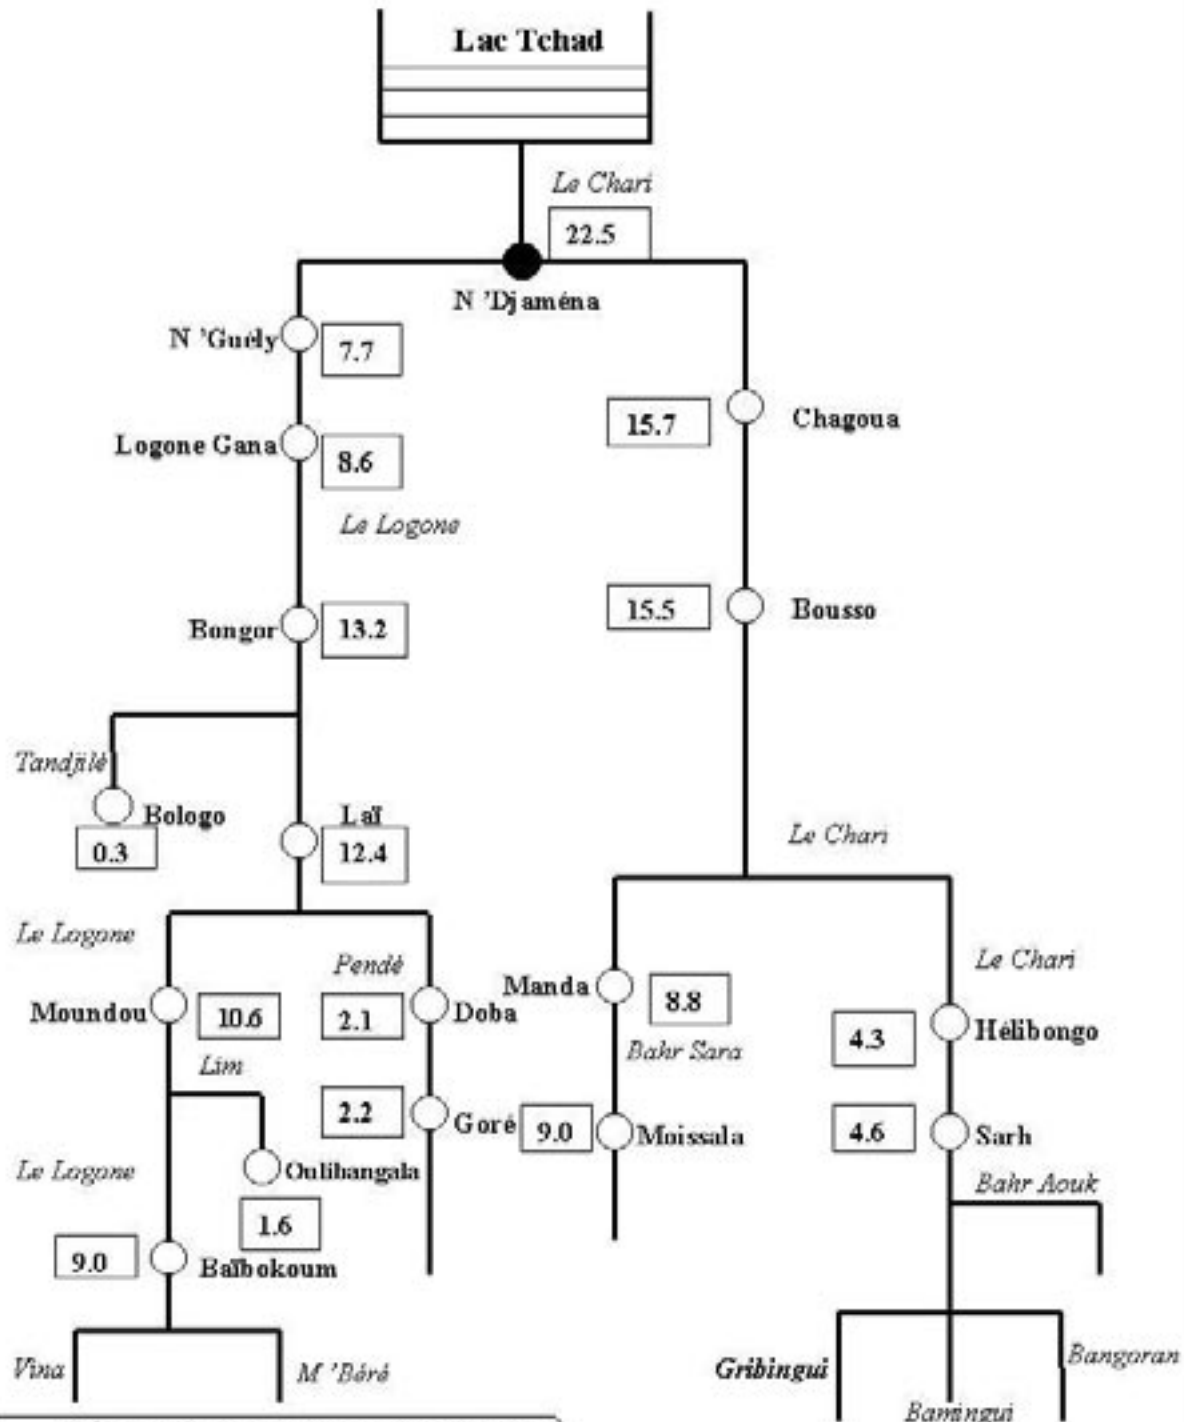 Lac Tchad
Le Chari
22.5
N 'Djaména
N 'Guély
7.7
Chagoua
15.7
Logone Gana
8.6
Le Logone
Bousso
15.5
Bongor
13.2
Tandjilé
Bologo
0.3
Laï
12.4
Le Chari
Le Logone
Pendé
Le Chari
Manda
8.8
Moundou
10.6
2.1
Doba
4.3
Hélibongo
Bahr Sara
Lim
2.2
Goré
9.0
Moissala
4.6
Sarh
Le Logone
Oulibangala
Bahr Aouk
1.6
9.0
Baïbokoum
Vina
M 'Béré
Gribingui
Bangoran
Bamingui